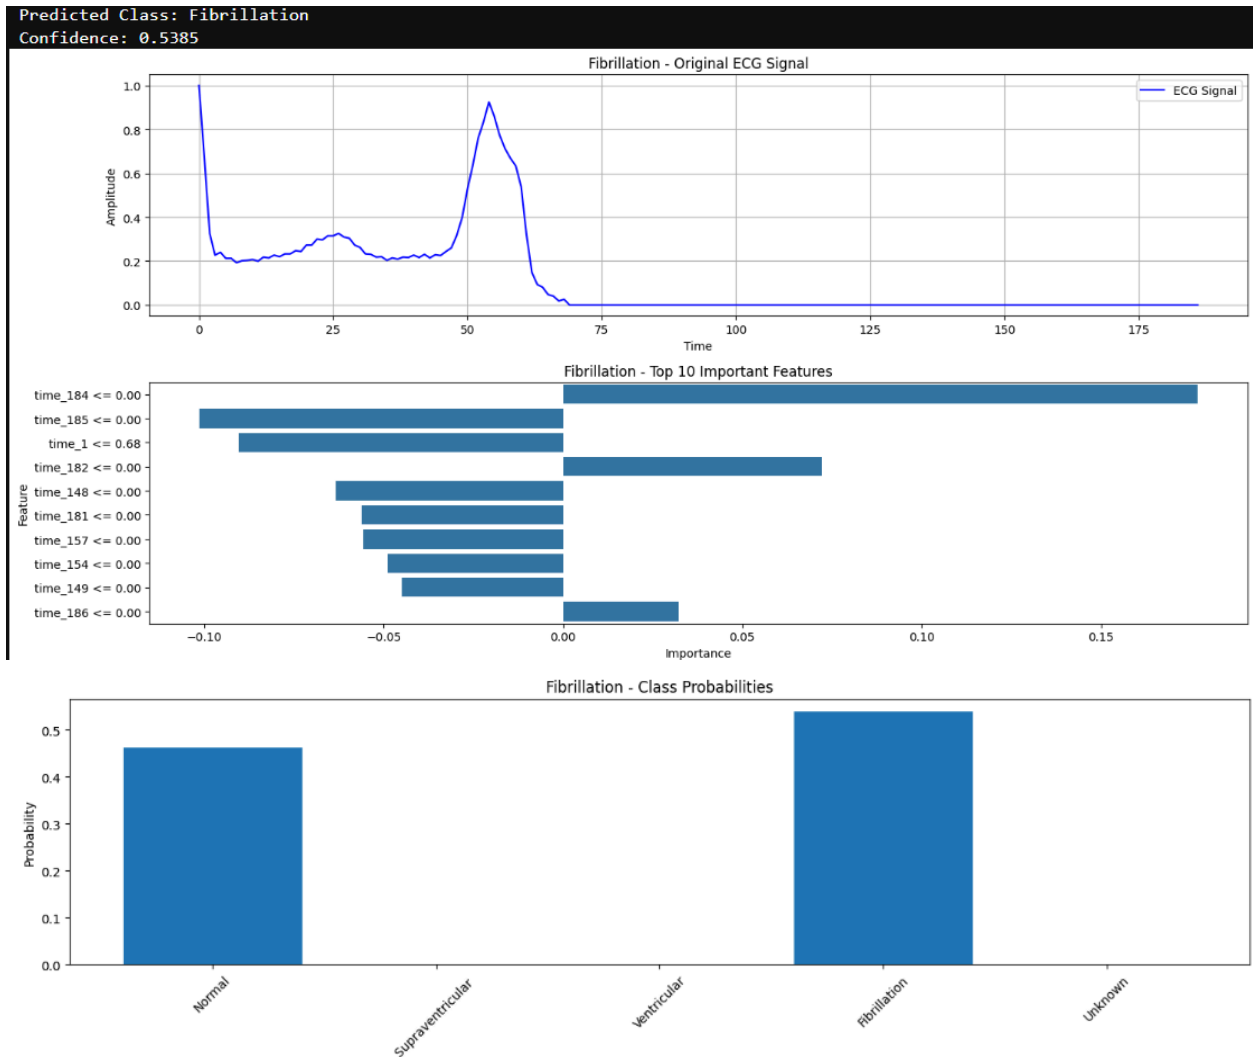 Predicted Class: Fibrillation
Confidence: 0.5385
Fibrillation - Original ECG Signal
ECG Signal
Amplitude
1.0
0.8
0.6
0.4
0.2
0.0
0 25 50 75 100 125 150 175
Time
Fibrillation - Top 10 Important Features
Feature
time_184 <= 0.00
time_185 <= 0.00
time_1 <= 0.68
time_182 <= 0.00
time_148 <= 0.00
time_181 <= 0.00
time_157 <= 0.00
time_154 <= 0.00
time_149 <= 0.00
time_186 <= 0.00
−0.10 −0.05 0.00 0.05 0.10 0.15
Importance
Fibrillation - Class Probabilities
Probability
0.5
0.4
0.3
0.2
0.1
0.0
Normal Supraventricular Ventricular Fibrillation Unknown